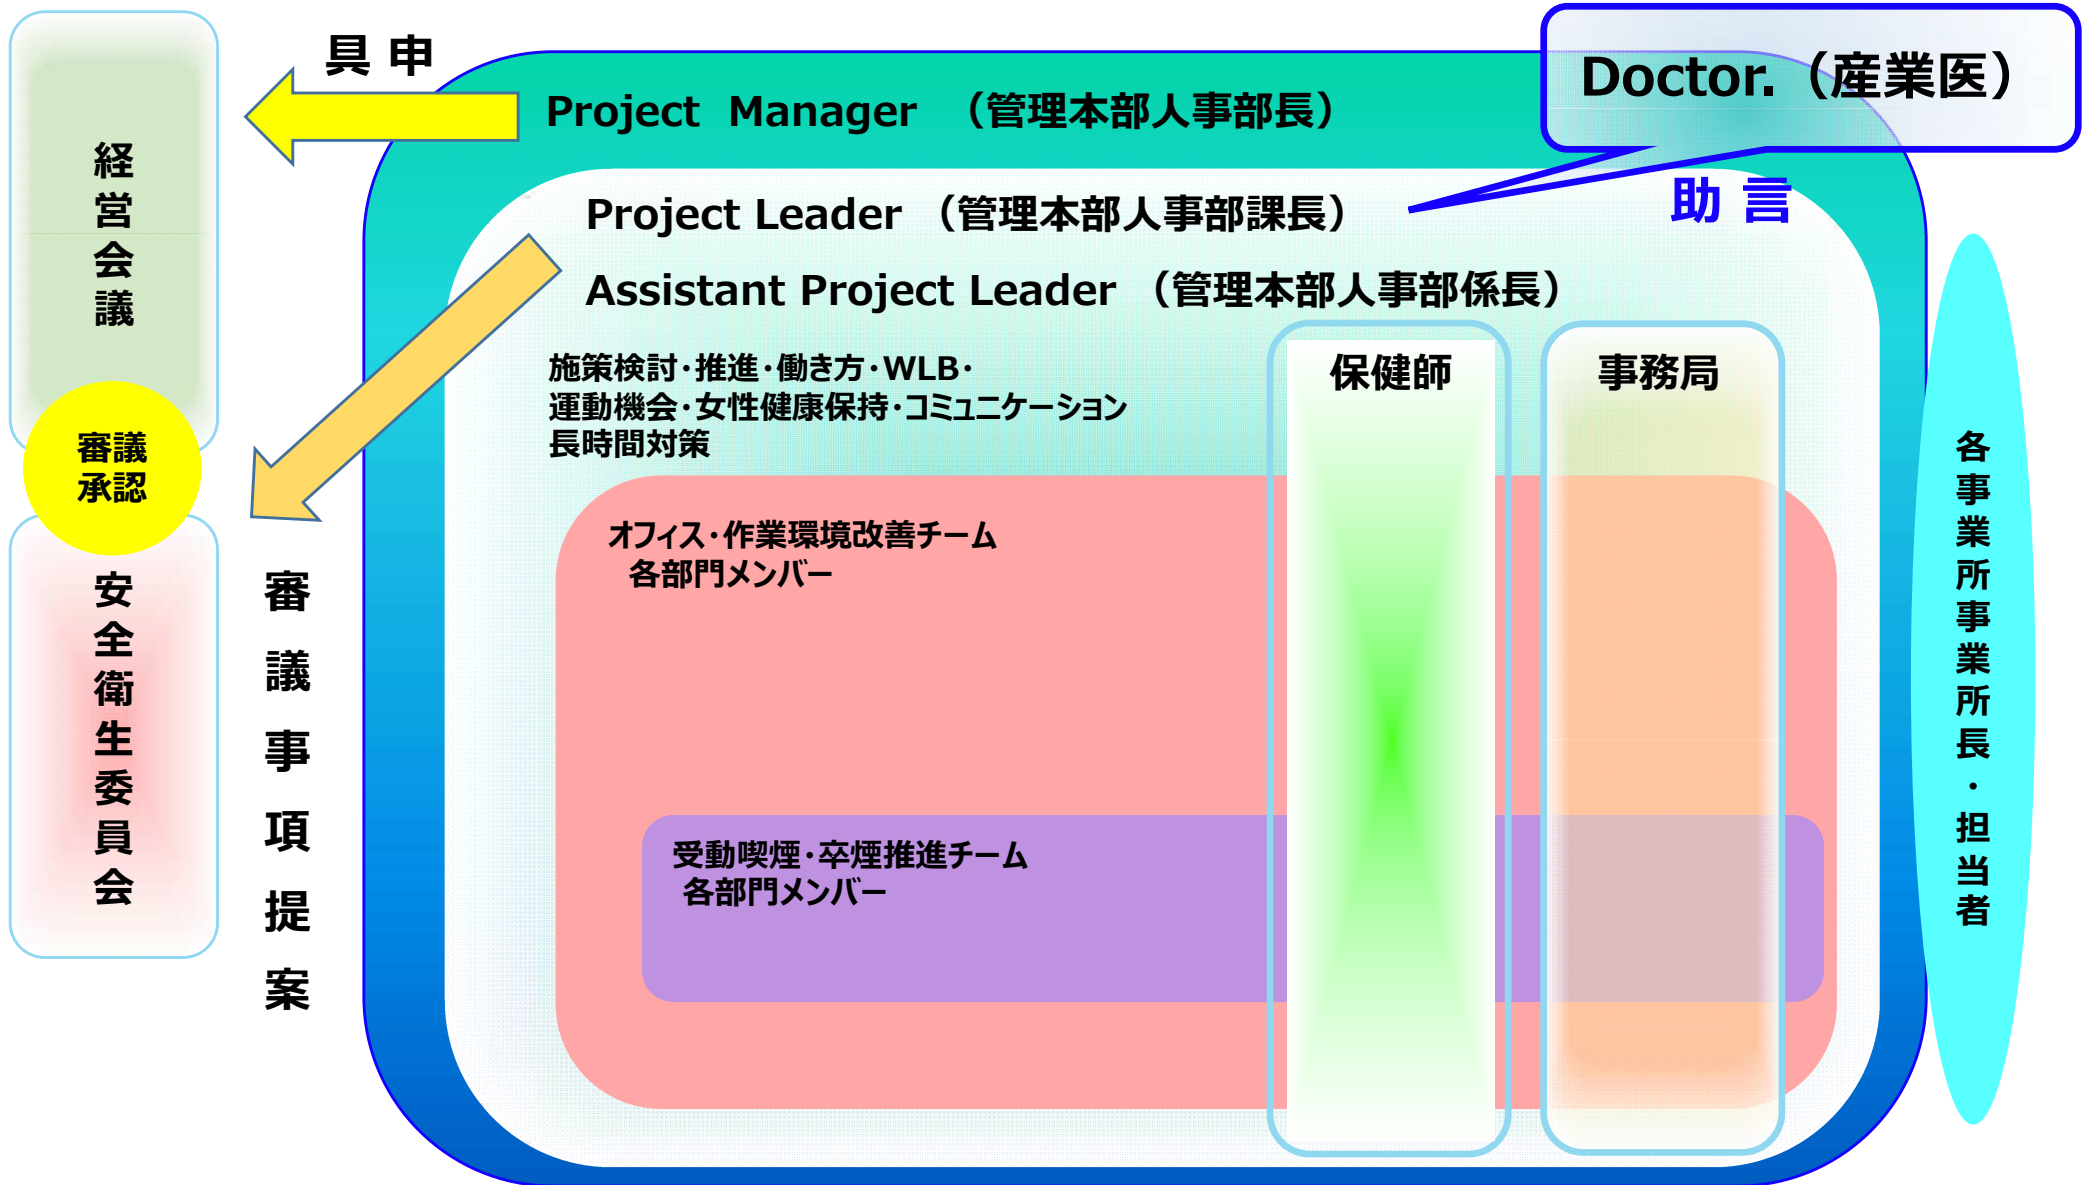 経営会議
審議
承認
安全衛生委員会
具 申
審議事項提案
Project Manager （管理本部人事部長）
Doctor.（産業医）
助 言
Project Leader （管理本部人事部課長）
Assistant Project Leader （管理本部人事部係長）
施策検討･推進･働き方･WLB･
運動機会･女性健康保持･コミュニケーション
長時間対策
保健師
事務局
オフィス･作業環境改善チーム
各部門メンバー
受動喫煙･卒煙推進チーム
各部門メンバー
各事業所事業所長・担当者